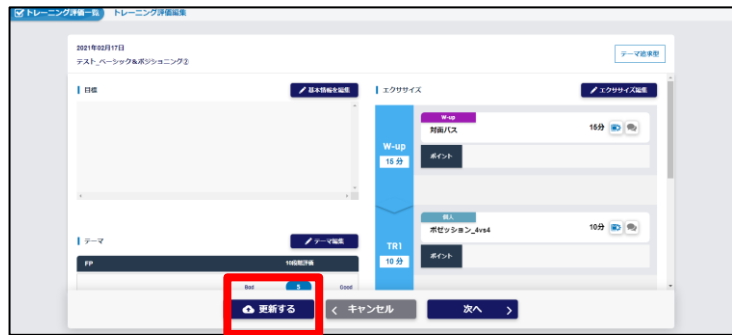 トレーニング評価一覧
トレーニング評価編集
2021年02月17日
テスト_ベーシック&ポジショニング②
テーマ追求型
目標
基本情報を編集
エクササイズ
エクササイズ編集
W-up
15 分
W-up
対面パス
15分
ポイント
テーマ
テーマ編集
FP
10段階評価
Bad
5
Good
TR1
10 分
個人
ポゼッション_4vs4
10分
ポイント
更新する
キャンセル
次へ